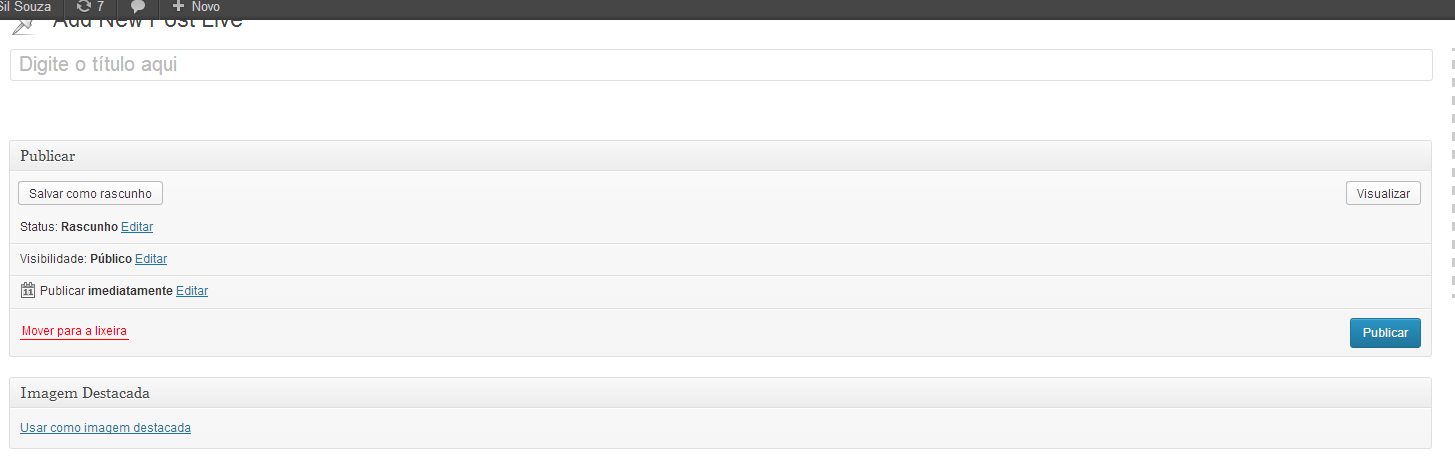 Sil Souza 7 Novo
Add New Post Live
Digite o título aqui
Publicar
Salvar como rascunho Visualizar
Status: Rascunho Editar
Visibilidade: Público Editar
11 Publicar imediatamente Editar
Mover para a lixeira Publicar
Imagem Destacada
Usar como imagem destacada